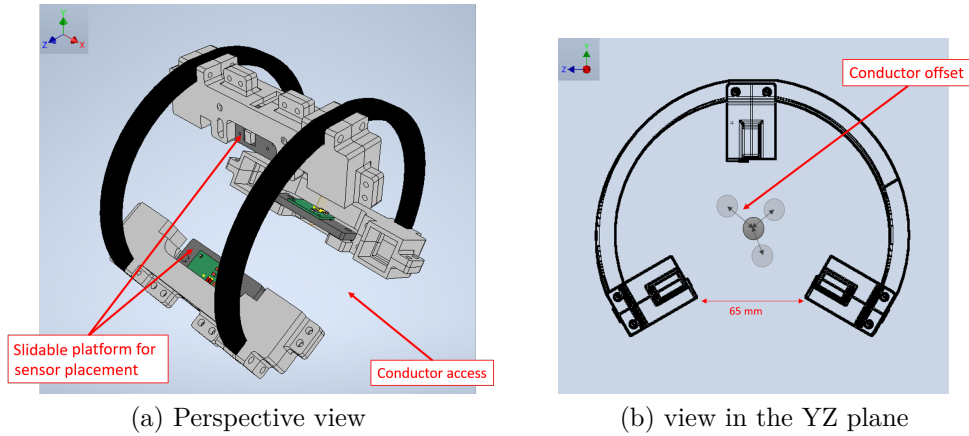 Y
Z
X
Y
Z
Conductor offset
65 mm
Slidable platform for
sensor placement
Conductor access
(a) Perspective view
(b) view in the YZ plane